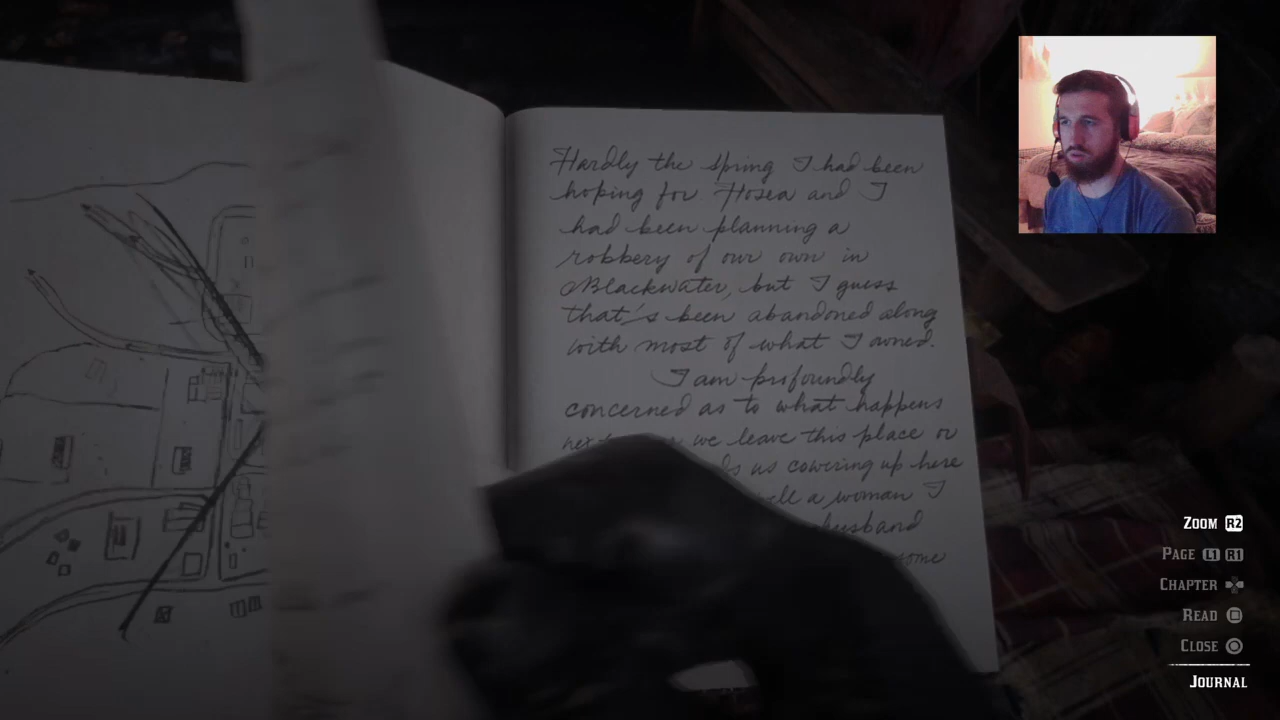 Hardly the spring I had been
hoping for. Hosea and I
had been planning a
robbery of our own in
Blackwater, but I guess
that's been abandoned along
with most of what I owned.
I am profoundly
concerned as to what happens
we leave this place or
us cowering up here
a woman I
husband
some
ZOOM R2
PAGE L1 R1
CHAPTER
READ
CLOSE
JOURNAL